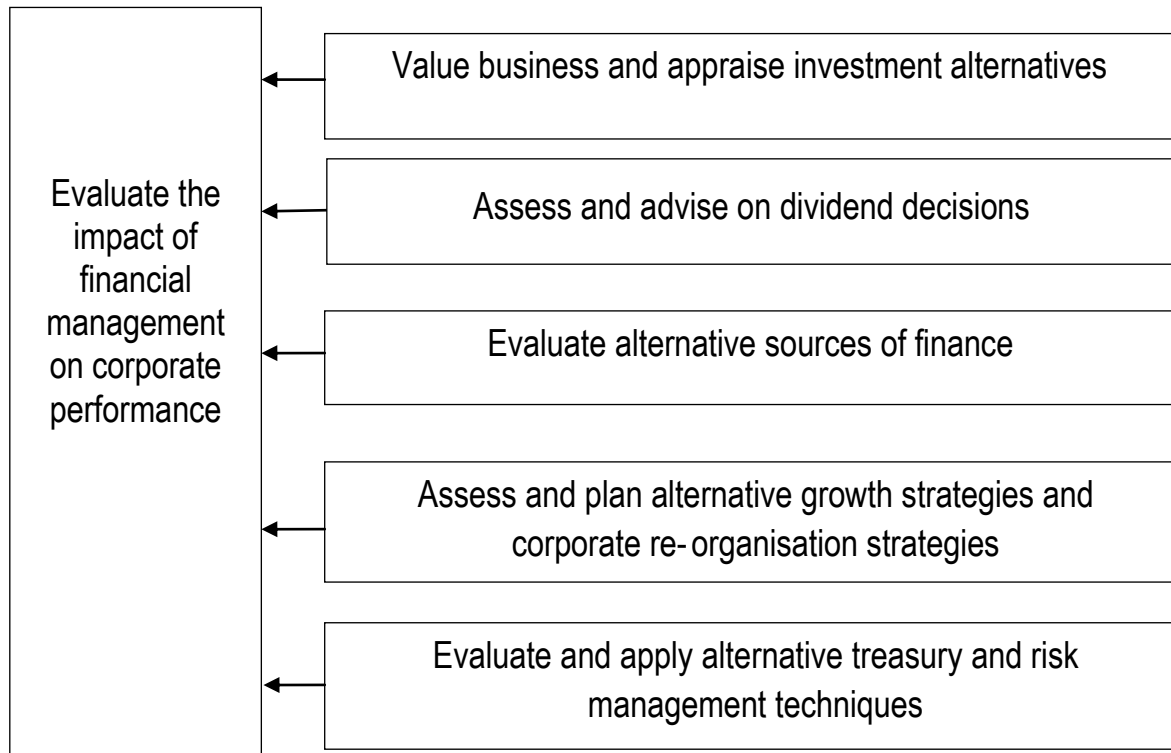 Evaluate the
impact of
financial
management
on corporate
performance
Value business and appraise investment alternatives
Assess and advise on dividend decisions
Evaluate alternative sources of finance
Assess and plan alternative growth strategies and
corporate re-organisation strategies
Evaluate and apply alternative treasury and risk
management techniques